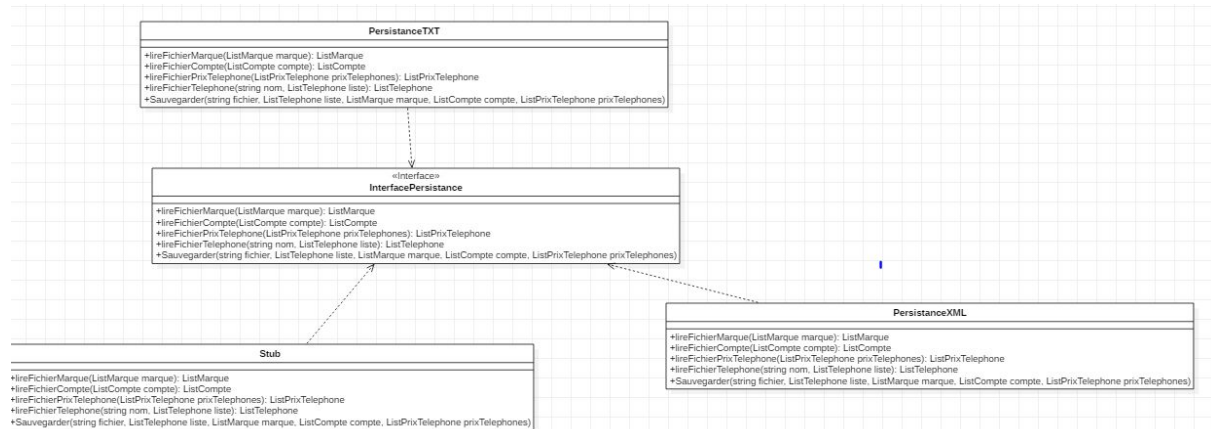 PersistanceTXT
+lireFichierMarque(ListMarque marque): ListMarque
+lireFichierCompte(ListCompte compte): ListCompte
+lireFichierPrixTelephone(ListPrixTelephone prixTelephones): ListPrixTelephone
+lireFichierTelephone(string nom, ListTelephone liste): ListTelephone
+Sauvegarder(string fichier, ListTelephone liste, ListMarque marque, ListCompte compte, ListPrixTelephone prixTelephones)
«Interface»
InterfacePersistance
+lireFichierMarque(ListMarque marque): ListMarque
+lireFichierCompte(ListCompte compte): ListCompte
+lireFichierPrixTelephone(ListPrixTelephone prixTelephones): ListPrixTelephone
+lireFichierTelephone(string nom, ListTelephone liste): ListTelephone
+Sauvegarder(string fichier, ListTelephone liste, ListMarque marque, ListCompte compte, ListPrixTelephone prixTelephones)
PersistanceXML
+lireFichierMarque(ListMarque marque): ListMarque
+lireFichierCompte(ListCompte compte): ListCompte
+lireFichierPrixTelephone(ListPrixTelephone prixTelephones): ListPrixTelephone
+lireFichierTelephone(string nom, ListTelephone liste): ListTelephone
+Sauvegarder(string fichier, ListTelephone liste, ListMarque marque, ListCompte compte, ListPrixTelephone prixTelephones)
Stub
+lireFichierMarque(ListMarque marque): ListMarque
+lireFichierCompte(ListCompte compte): ListCompte
+lireFichierPrixTelephone(ListPrixTelephone prixTelephones): ListPrixTelephone
+lireFichierTelephone(string nom, ListTelephone liste): ListTelephone
+Sauvegarder(string fichier, ListTelephone liste, ListMarque marque, ListCompte compte, ListPrixTelephone prixTelephones)